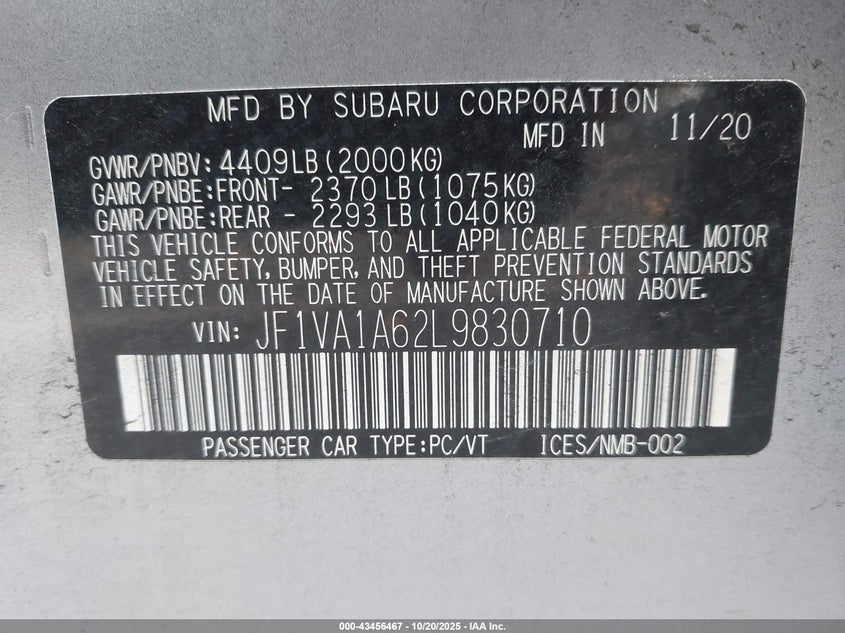 MFD BY SUBARU CORPORATION
MFD IN 11/20
GVWR/PNBV: 4409LB(2000KG)
GAWR/PNBE:FRONT- 2370 LB(1075KG)
GAWR/PNBE:REAR - 2293 LB(1040KG)
THIS VEHICLE CONFORMS TO ALL APPLICABLE FEDERAL MOTOR
VEHICLE SAFETY, BUMPER, AND THEFT PREVENTION STANDARDS
IN EFFECT ON THE DATE OF MANUFACTURE SHOWN ABOVE.
VIN: JF1VA1A62L9830710
PASSENGER CAR TYPE:PC/VT ICES/NMB-002
000-43456467 - 10/20/2025 - IAA Inc.